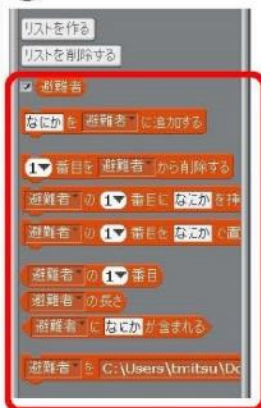 リストを作る
リストを削除する
避難者
なにか を 避難者 に追加する
1 番目を 避難者 から削除する
避難者 の 1 番目に なにか を挿
避難者 の 1 番目を なにか で置
避難者 の 1 番目
避難者 の長さ
避難者 に なにか が含まれる
避難者 を C:\Users\tmitsu\Do